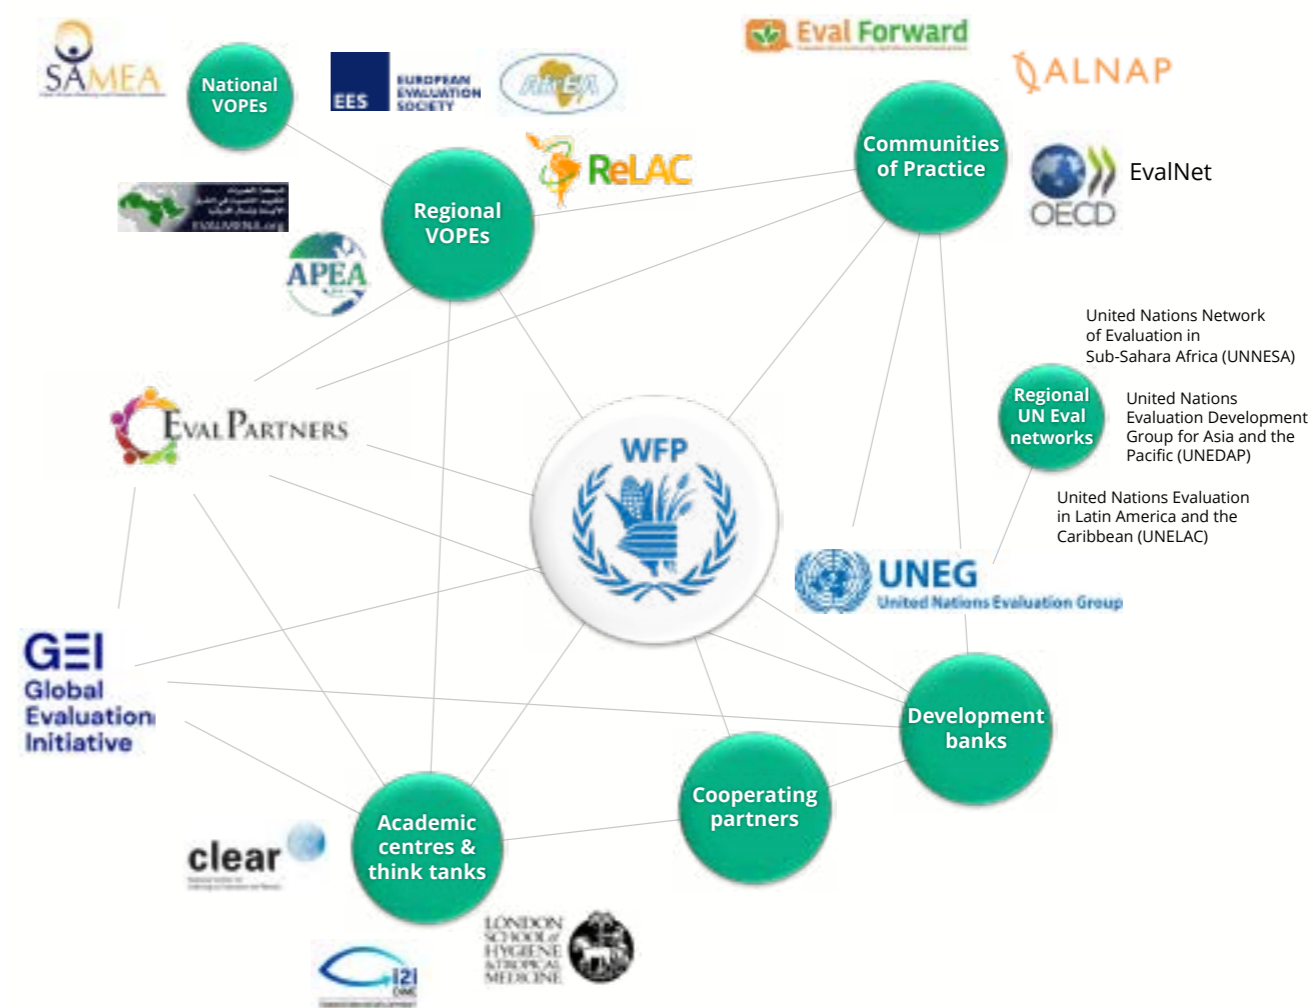 SAMEA
National
VOPEs
EES
EUROPEAN
EVALUATION
SOCIETY
AfrEA
Eval Forward
ALNAP
Communities
of Practice
ReLAC
OECD
EvalNet
EVALMENA.org
Regional
VOPEs
APEA
United Nations Network
of Evaluation in
Sub-Sahara Africa (UNNESA)
Regional
UN Eval
networks
United Nations
Evaluation Development
Group for Asia and the
Pacific (UNEDAP)
EVALPARTNERS
WFP
United Nations Evaluation
in Latin America and the
Caribbean (UNELAC)
UNEG
United Nations Evaluation Group
GEI
Global
Evaluation
Initiative
Development
banks
Cooperating
partners
Academic
centres &
think tanks
clear
LONDON
SCHOOL of
HYGIENE
& TROPICAL
MEDICINE
i2i